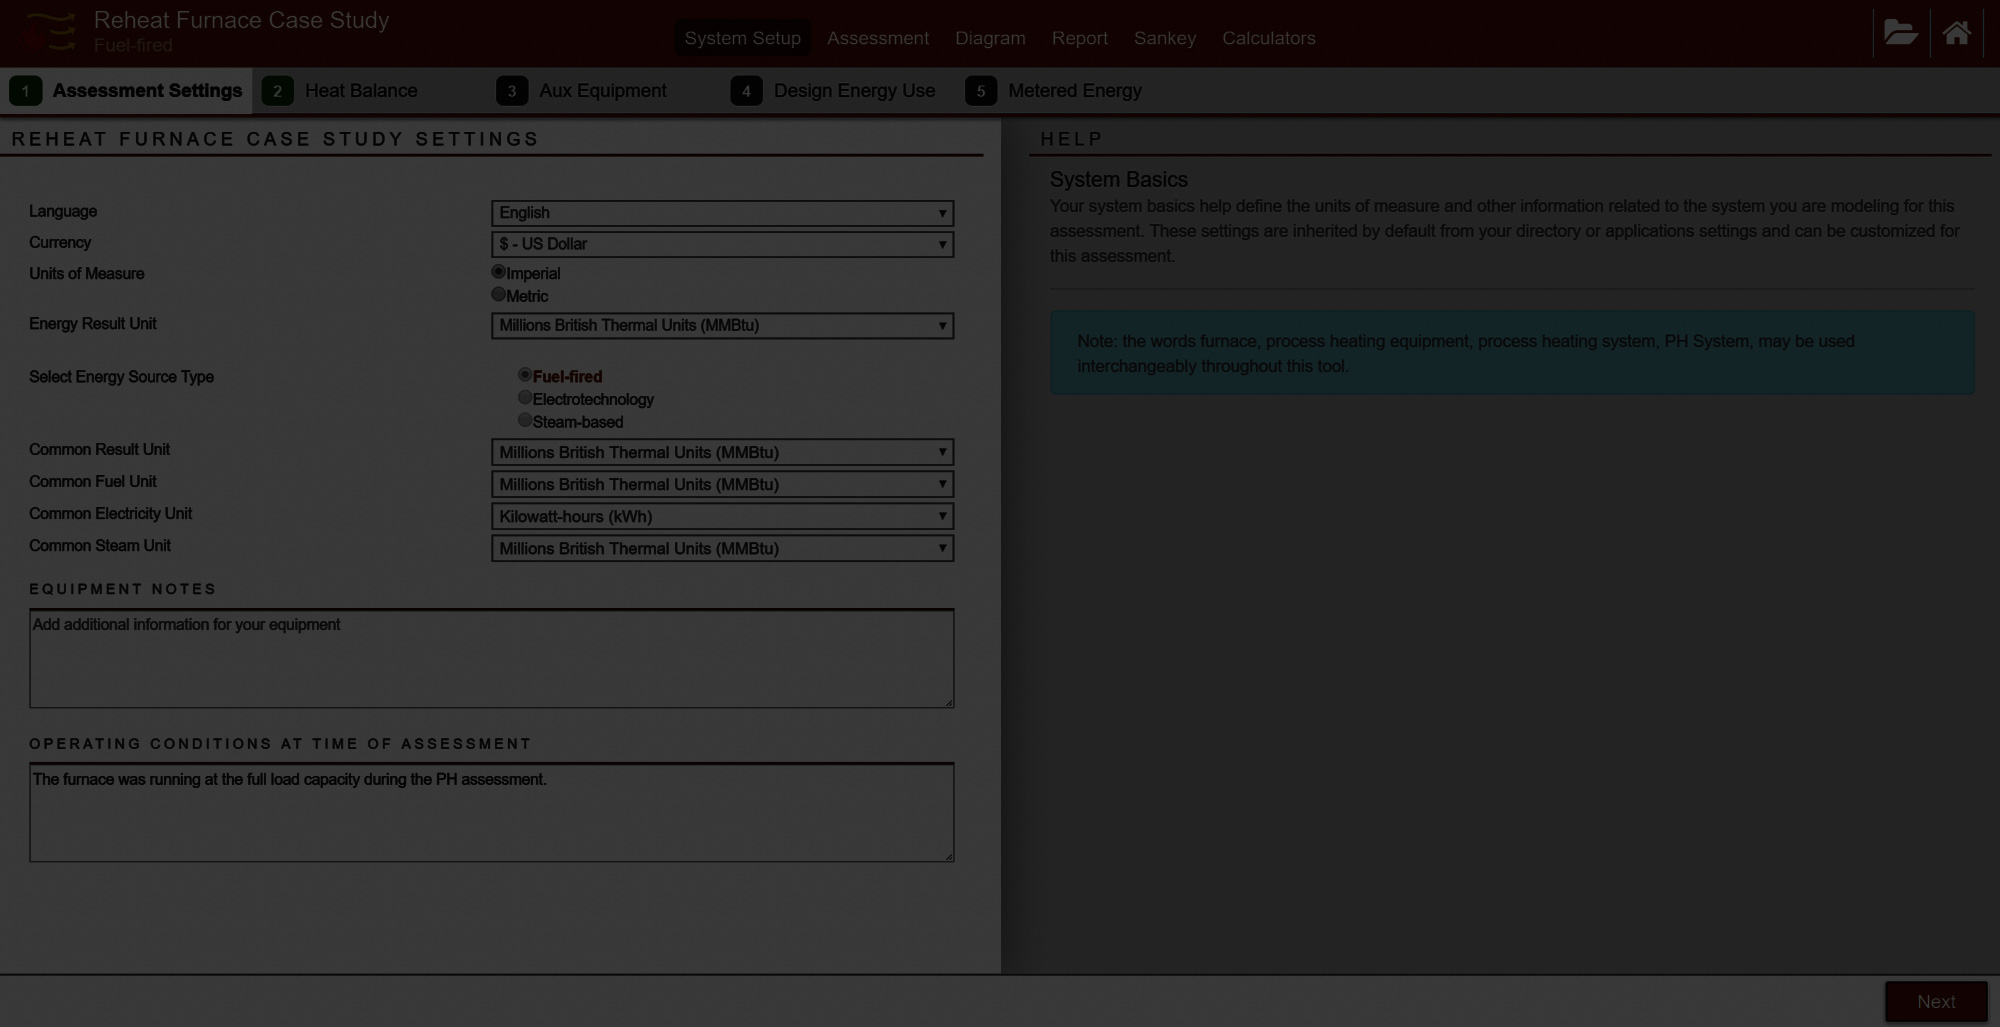 Reheat Furnace Case Study
Fuel-fired
System Setup Assessment Diagram Report Sankey Calculators
1 Assessment Settings 2 Heat Balance 3 Aux Equipment 4 Design Energy Use 5 Metered Energy
REHEAT FURNACE CASE STUDY SETTINGS
Language English
Currency $ - US Dollar
Units of Measure Imperial
Metric
Energy Result Unit Millions British Thermal Units (MMBtu)
Select Energy Source Type Fuel-fired
Electrotechnology
Steam-based
Common Result Unit Millions British Thermal Units (MMBtu)
Common Fuel Unit Millions British Thermal Units (MMBtu)
Common Electricity Unit Kilowatt-hours (kWh)
Common Steam Unit Millions British Thermal Units (MMBtu)
EQUIPMENT NOTES
Add additional information for your equipment
OPERATING CONDITIONS AT TIME OF ASSESSMENT
The furnace was running at the full load capacity during the PH assessment.
HELP
System Basics
Your system basics help define the units of measure and other information related to the system you are modeling for this
assessment. These settings are inherited by default from your directory or applications settings and can be customized for
this assessment.
Note: the words furnace, process heating equipment, process heating system, PH System, may be used
interchangeably throughout this tool.
Next